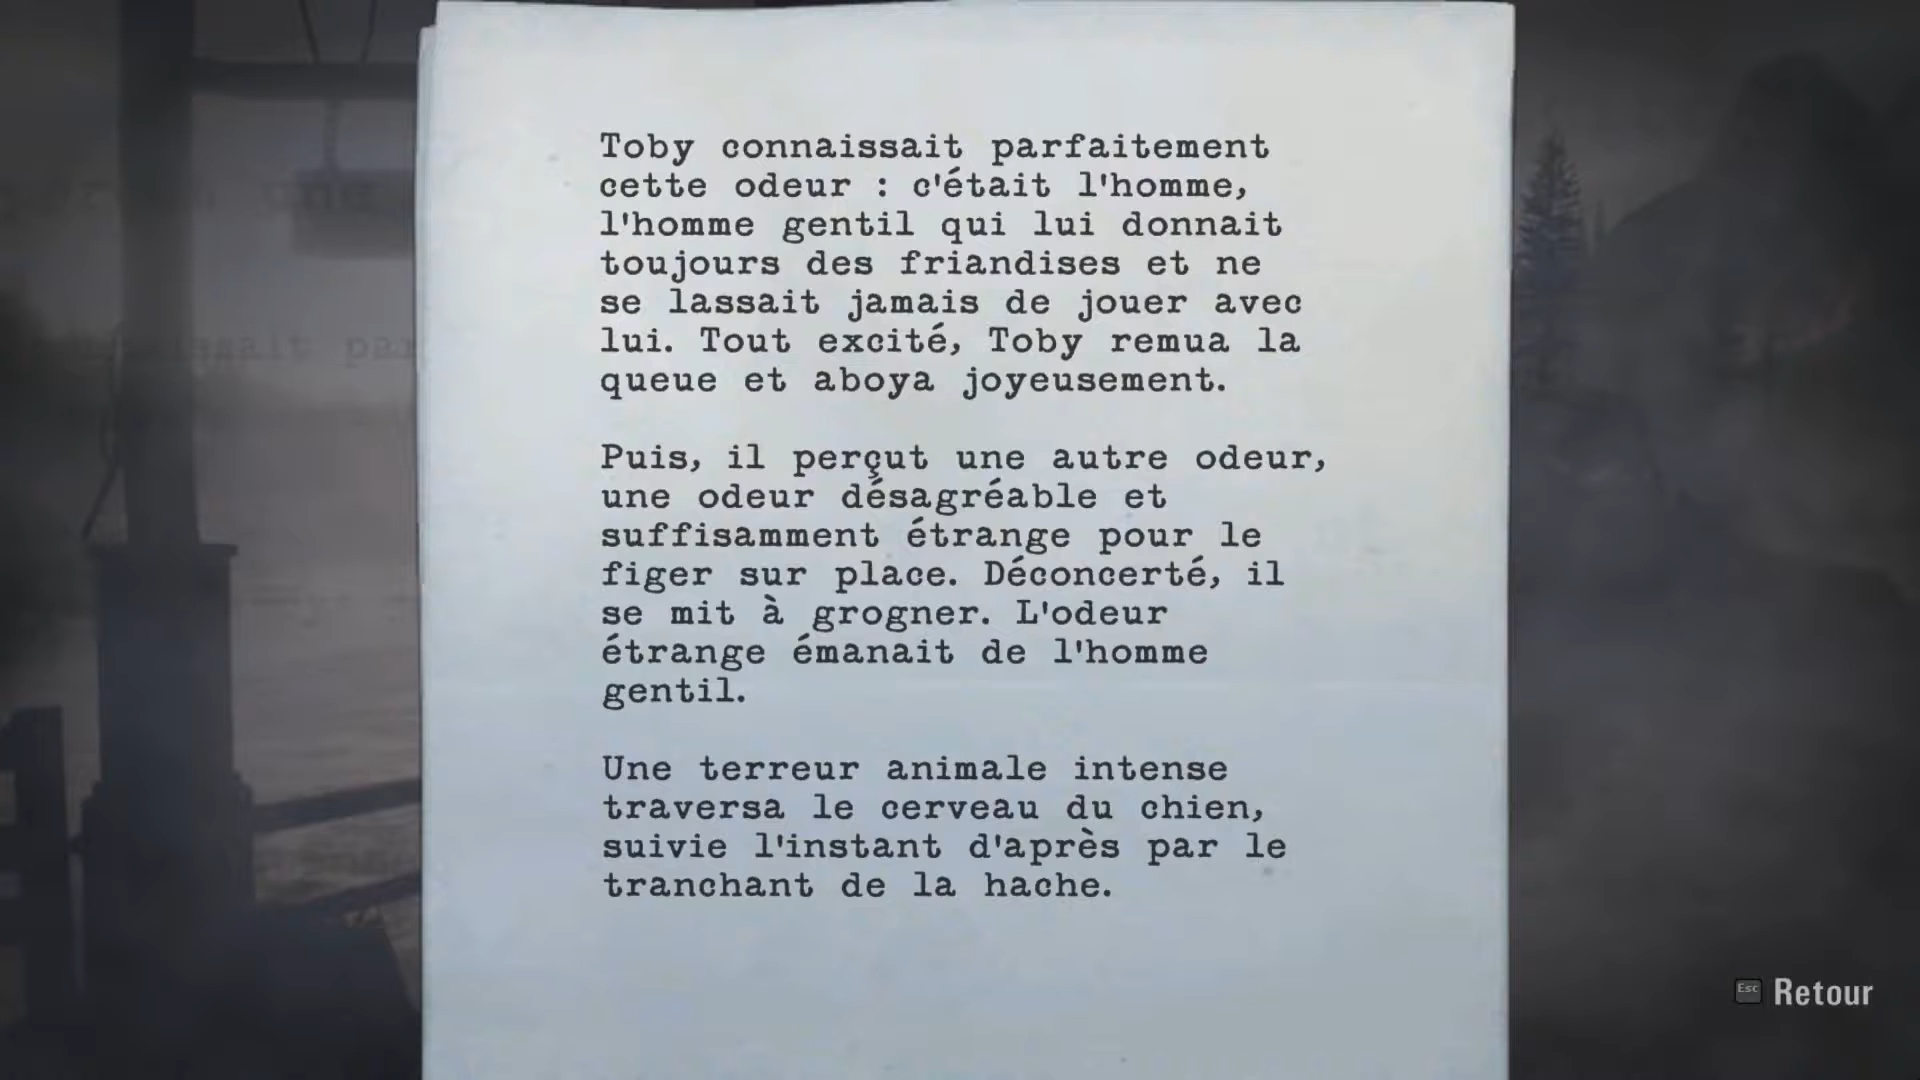 Toby connaissait parfaitement
cette odeur : c'était l'homme,
l'homme gentil qui lui donnait
toujours des friandises et ne
se lassait jamais de jouer avec
lui. Tout excité, Toby remua la
queue et aboya joyeusement.
Puis, il perçut une autre odeur,
une odeur désagréable et
suffisamment étrange pour le
figer sur place. Déconcerté, il
se mit à grogner. L'odeur
étrange émanait de l'homme
gentil.
Une terreur animale intense
traversa le cerveau du chien,
suivie l'instant d'après par le
tranchant de la hache.
Esc Retour